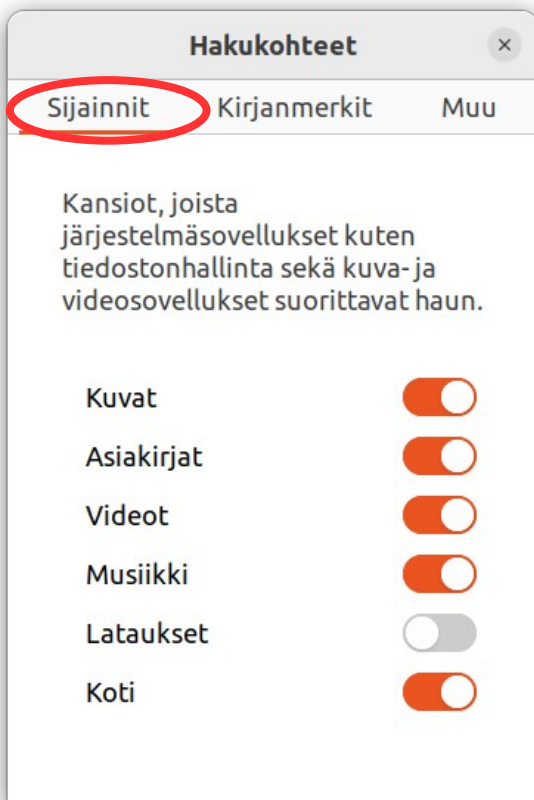 Hakukohteet
Sijainnit Kirjanmerkit Muu
Kansiot, joista
järjestelmäsovellukset kuten
tiedostonhallinta sekä kuva- ja
videosovellukset suorittavat haun.
Kuvat
Asiakirjat
Videot
Musiikki
Lataukset
Koti